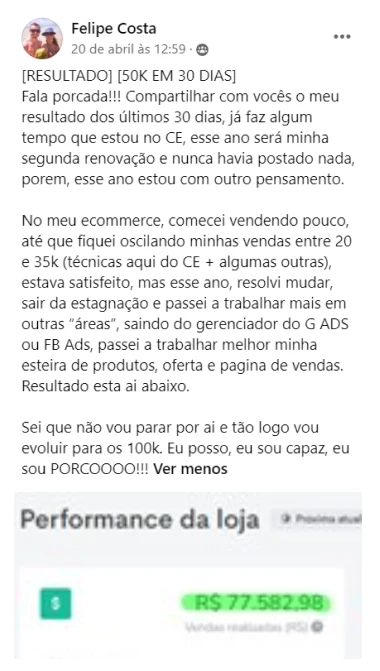 Felipe Costa
20 de abril às 12:59 ·
[RESULTADO] [50K EM 30 DIAS]
Fala porcada!!! Compartilhar com vocês o meu
resultado dos últimos 30 dias, já faz algum
tempo que estou no CE, esse ano será minha
segunda renovação e nunca havia postado nada,
porem, esse ano estou com outro pensamento.
No meu ecommerce, comecei vendendo pouco,
até que fiquei oscilando minhas vendas entre 20
e 35k (técnicas aqui do CE + algumas outras),
estava satisfeito, mas esse ano, resolvi mudar,
sair da estagnação e passei a trabalhar mais em
outras “áreas”, saindo do gerenciador do G ADS
ou FB Ads, passei a trabalhar melhor minha
esteira de produtos, oferta e pagina de vendas.
Resultado esta ai abaixo.
Sei que não vou parar por ai e tão logo vou
evoluir para os 100k. Eu posso, eu sou capaz, eu
sou PORCOOOO!!! Ver menos
Performance da loja
Próxima atual
$
R$ 77.582,98
Vendas realizadas (R$)